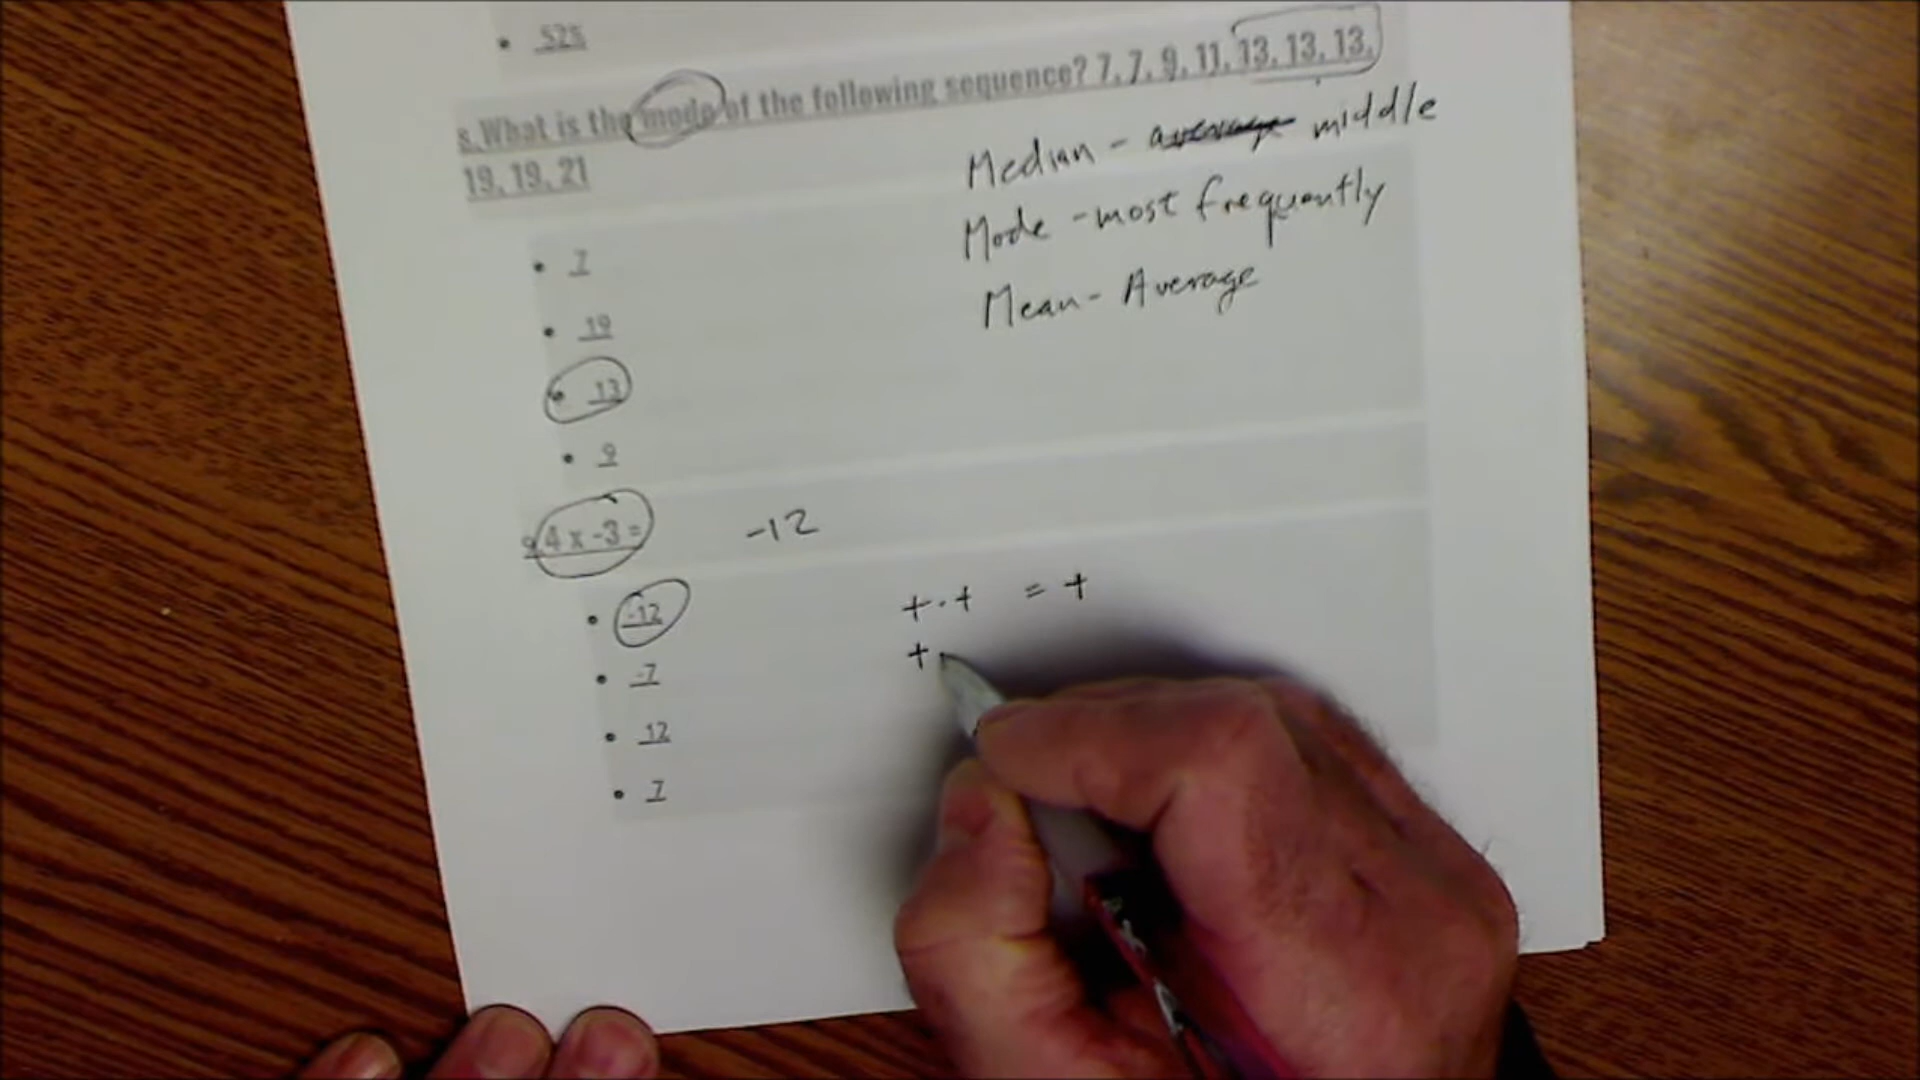 525
8.What is the mode of the following sequence? 7, 7, 9, 11, 13, 13, 13,
19, 19, 21
Median - average middle
Mode - most frequently
Mean - Average
7
19
13
9
9.4 x -3 =
-12
-12
-7
12
7
+ · + = +
+ ·